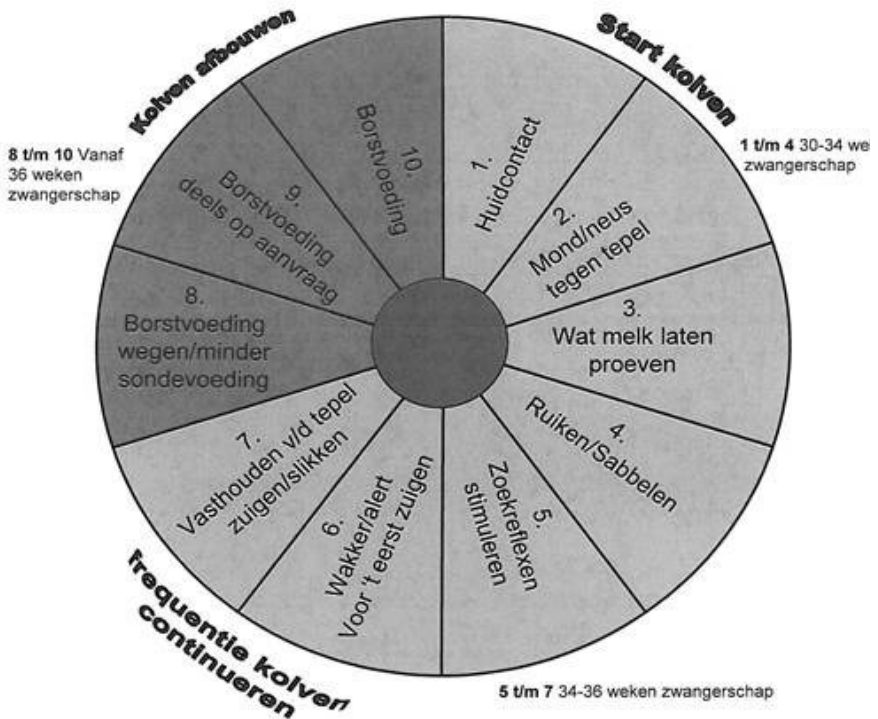 Start kolven
1 t/m 4 30-34
zwangerschap
1.
Huidcontact
2.
Mond/neus
tegen tepel
3.
Wat melk laten
proeven
4.
Ruiken/Sabbelen
5.
Zoekreflexen
stimuleren
5 t/m 7 34-36 weken zwangerschap
6.
Wakker/alert
Voor 't eerst zuigen
7.
Vasthouden v/d tepel
zuigen/slikken
frequentie kolven
continueren
8.
Borstvoeding
wegen/minder
sondevoeding
9.
Borstvoeding
deels op aanvraag
10.
Borstvoeding
8 t/m 10 Vanaf
36 weken
zwangerschap
Kolven afbouwen